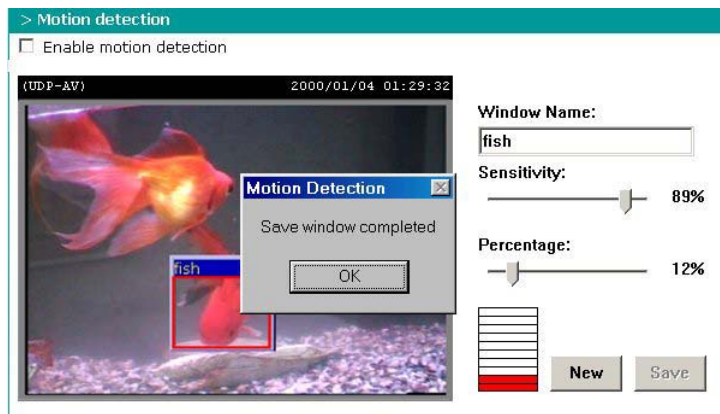 > Motion detection
Enable motion detection
(UDP-AV) 2000/01/04 01:29:32
Window Name:
fish
Sensitivity:
89%
Motion Detection
Save window completed
OK
fish
Percentage:
12%
New Save